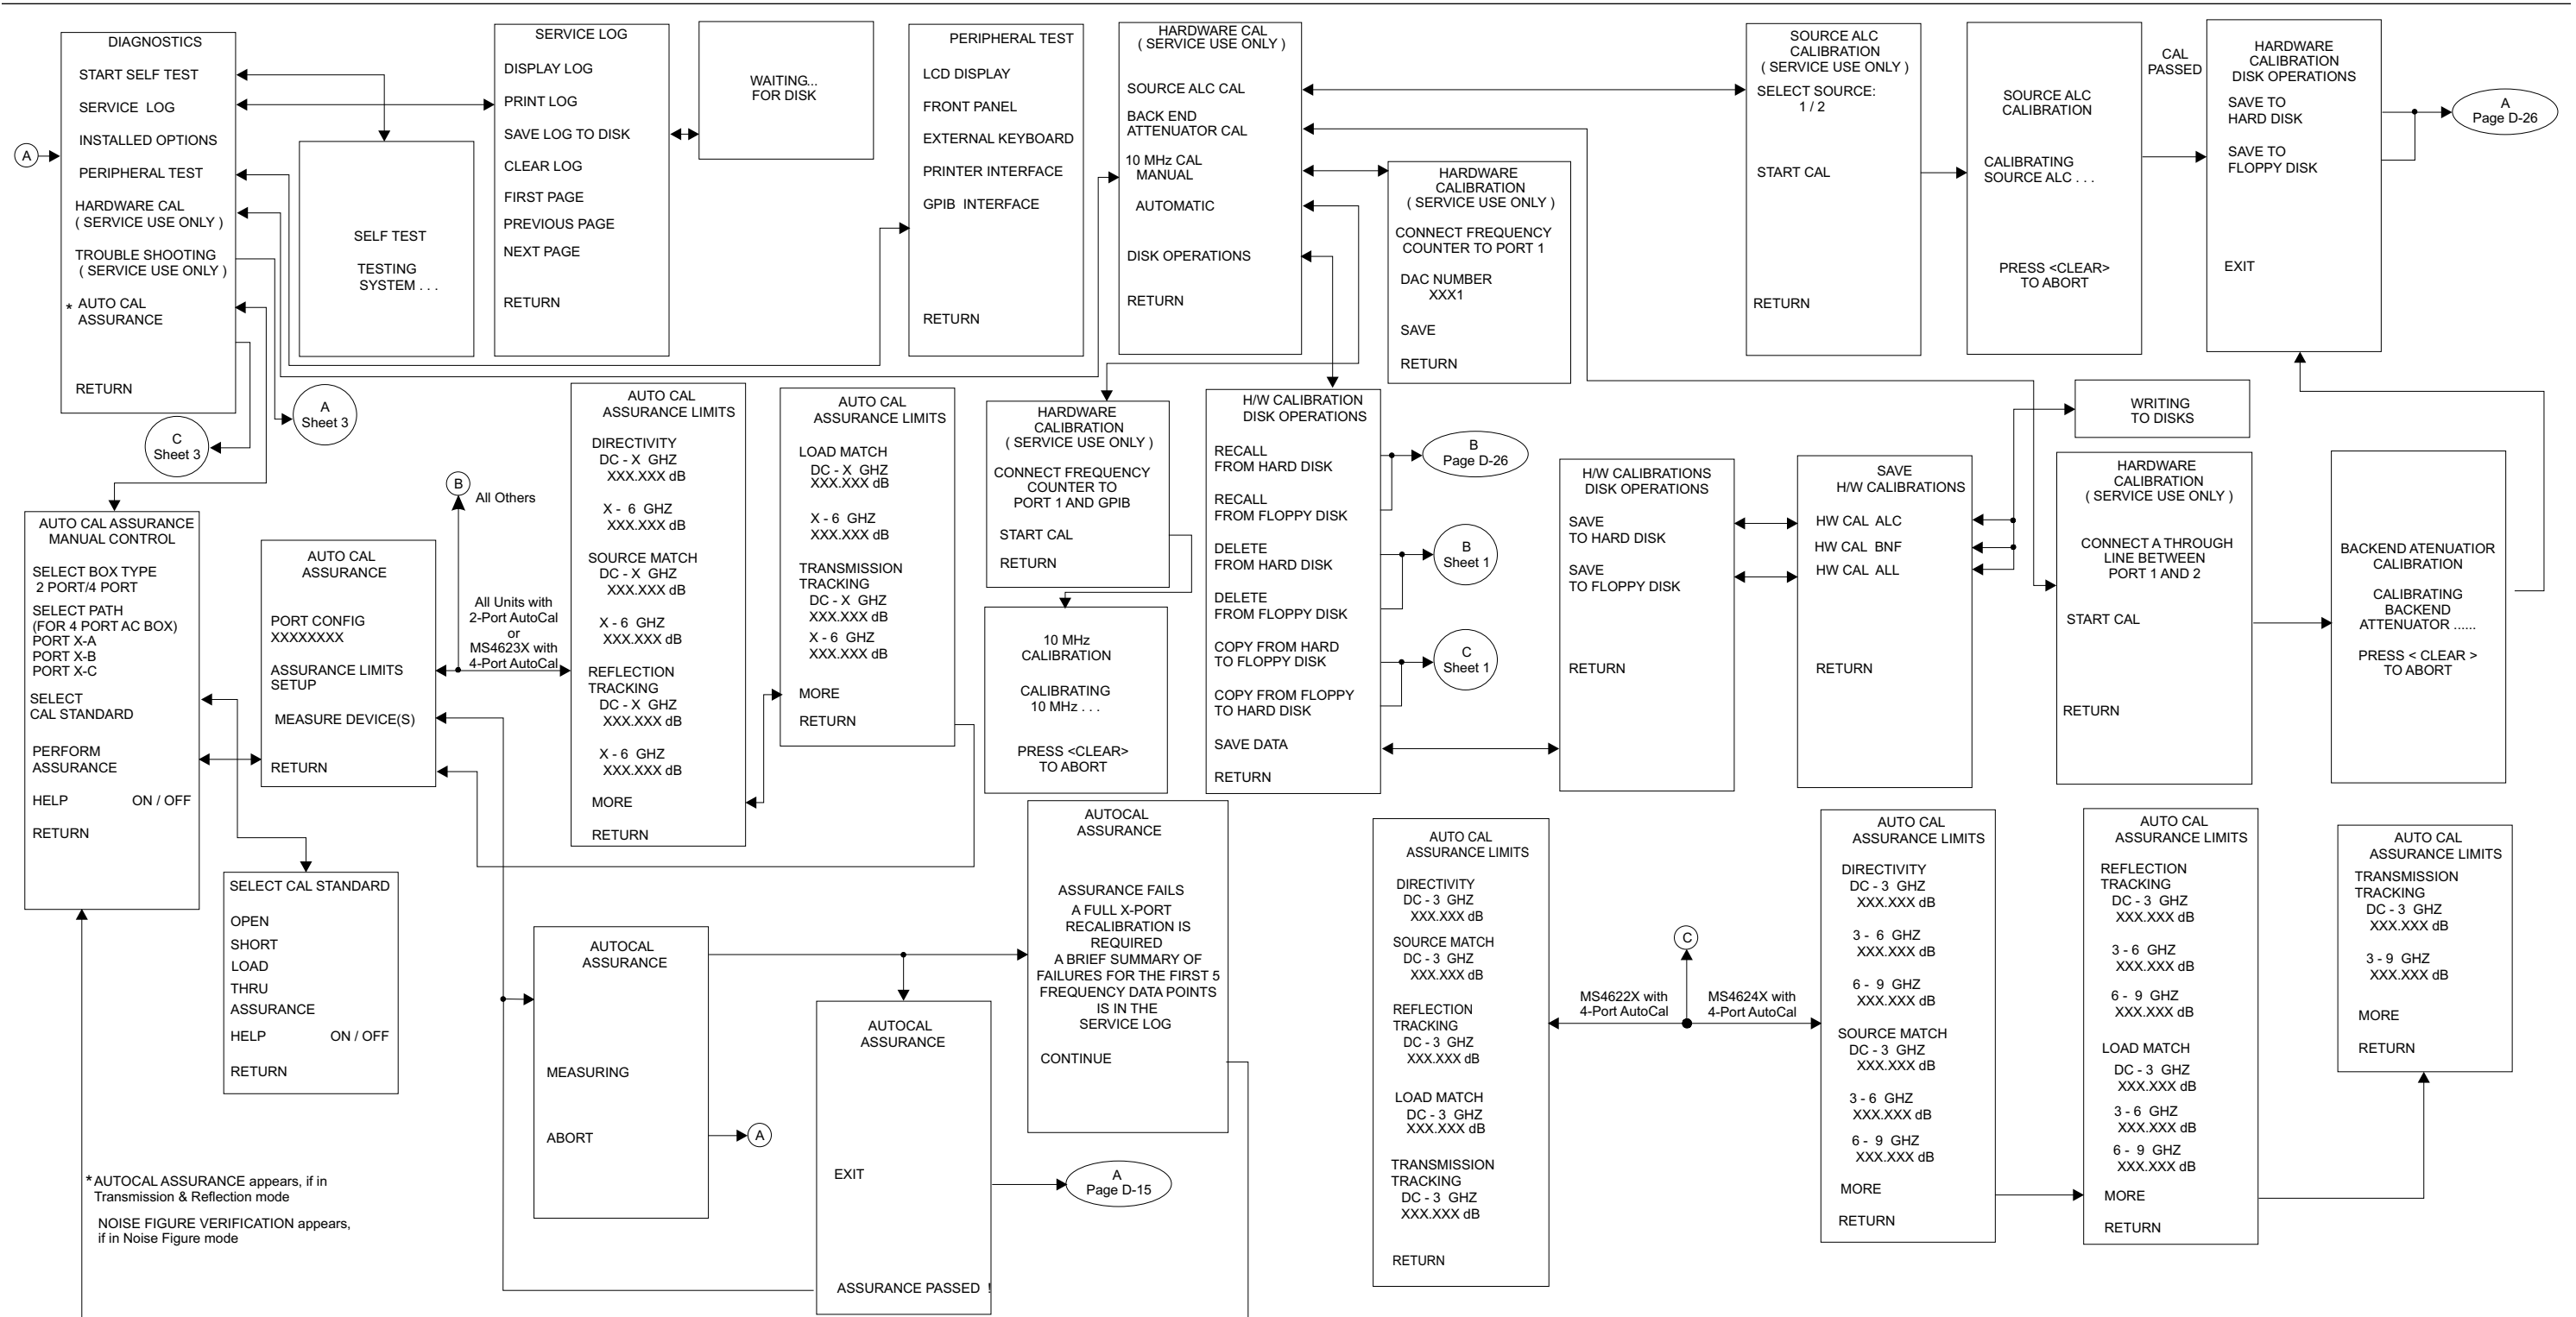 A
DIAGNOSTICS
START SELF TEST
SERVICE LOG
INSTALLED OPTIONS
PERIPHERAL TEST
HARDWARE CAL
( SERVICE USE ONLY )
TROUBLE SHOOTING
( SERVICE USE ONLY )
* AUTO CAL
ASSURANCE
RETURN
SELF TEST
TESTING
SYSTEM . . .
SERVICE LOG
DISPLAY LOG
PRINT LOG
SAVE LOG TO DISK
CLEAR LOG
FIRST PAGE
PREVIOUS PAGE
NEXT PAGE
RETURN
WAITING...
FOR DISK
PERIPHERAL TEST
LCD DISPLAY
FRONT PANEL
EXTERNAL KEYBOARD
PRINTER INTERFACE
GPIB INTERFACE
RETURN
HARDWARE CAL
( SERVICE USE ONLY )
SOURCE ALC CAL
BACK END
ATTENUATOR CAL
10 MHz CAL
MANUAL
AUTOMATIC
DISK OPERATIONS
RETURN
HARDWARE
CALIBRATION
( SERVICE USE ONLY )
CONNECT FREQUENCY
COUNTER TO PORT 1
DAC NUMBER
XXX1
SAVE
RETURN
SOURCE ALC
CALIBRATION
( SERVICE USE ONLY )
SELECT SOURCE:
1 / 2
START CAL
RETURN
SOURCE ALC
CALIBRATION
CALIBRATING
SOURCE ALC . . .
PRESS <CLEAR>
TO ABORT
CAL
PASSED
HARDWARE
CALIBRATION
DISK OPERATIONS
SAVE TO
HARD DISK
SAVE TO
FLOPPY DISK
EXIT
A
Page D-26
A
Sheet 3
C
Sheet 3
AUTO CAL ASSURANCE
MANUAL CONTROL
SELECT BOX TYPE
2 PORT/4 PORT
SELECT PATH
(FOR 4 PORT AC BOX)
PORT X-A
PORT X-B
PORT X-C
SELECT
CAL STANDARD
PERFORM
ASSURANCE
HELP ON / OFF
RETURN
AUTO CAL
ASSURANCE
PORT CONFIG
XXXXXXXX
ASSURANCE LIMITS
SETUP
MEASURE DEVICE(S)
RETURN
B
All Others
All Units with
2-Port AutoCal
or
MS4623X with
4-Port AutoCal
AUTO CAL
ASSURANCE LIMITS
DIRECTIVITY
DC - X GHZ
XXX.XXX dB
X - 6 GHZ
XXX.XXX dB
SOURCE MATCH
DC - X GHZ
XXX.XXX dB
X - 6 GHZ
XXX.XXX dB
REFLECTION
TRACKING
DC - X GHZ
XXX.XXX dB
X - 6 GHZ
XXX.XXX dB
MORE
RETURN
AUTO CAL
ASSURANCE LIMITS
LOAD MATCH
DC - X GHZ
XXX.XXX dB
X - 6 GHZ
XXX.XXX dB
TRANSMISSION
TRACKING
DC - X GHZ
XXX.XXX dB
X - 6 GHZ
XXX.XXX dB
MORE
RETURN
HARDWARE
CALIBRATION
( SERVICE USE ONLY )
CONNECT FREQUENCY
COUNTER TO
PORT 1 AND GPIB
START CAL
RETURN
10 MHz
CALIBRATION
CALIBRATING
10 MHz . . .
PRESS <CLEAR>
TO ABORT
H/W CALIBRATION
DISK OPERATIONS
RECALL
FROM HARD DISK
RECALL
FROM FLOPPY DISK
DELETE
FROM HARD DISK
DELETE
FROM FLOPPY DISK
COPY FROM HARD
TO FLOPPY DISK
COPY FROM FLOPPY
TO HARD DISK
SAVE DATA
RETURN
B
Page D-26
B
Sheet 1
C
Sheet 1
H/W CALIBRATIONS
DISK OPERATIONS
SAVE
TO HARD DISK
SAVE
TO FLOPPY DISK
RETURN
SAVE
H/W CALIBRATIONS
HW CAL ALC
HW CAL BNF
HW CAL ALL
RETURN
WRITING
TO DISKS
HARDWARE
CALIBRATION
( SERVICE USE ONLY )
CONNECT A THROUGH
LINE BETWEEN
PORT 1 AND 2
START CAL
RETURN
BACKEND ATENUATIOR
CALIBRATION
CALIBRATING
BACKEND
ATTENUATOR ......
PRESS < CLEAR >
TO ABORT
SELECT CAL STANDARD
OPEN
SHORT
LOAD
THRU
ASSURANCE
HELP ON / OFF
RETURN
AUTOCAL
ASSURANCE
MEASURING
ABORT
A
AUTOCAL
ASSURANCE
EXIT
ASSURANCE PASSED !
A
Page D-15
AUTOCAL
ASSURANCE
ASSURANCE FAILS
A FULL X-PORT
RECALIBRATION IS
REQUIRED
A BRIEF SUMMARY OF
FAILURES FOR THE FIRST 5
FREQUENCY DATA POINTS
IS IN THE
SERVICE LOG
CONTINUE
AUTO CAL
ASSURANCE LIMITS
DIRECTIVITY
DC - 3 GHZ
XXX.XXX dB
SOURCE MATCH
DC - 3 GHZ
XXX.XXX dB
REFLECTION
TRACKING
DC - 3 GHZ
XXX.XXX dB
LOAD MATCH
DC - 3 GHZ
XXX.XXX dB
TRANSMISSION
TRACKING
DC - 3 GHZ
XXX.XXX dB
RETURN
C
MS4622X with
4-Port AutoCal
MS4624X with
4-Port AutoCal
AUTO CAL
ASSURANCE LIMITS
DIRECTIVITY
DC - 3 GHZ
XXX.XXX dB
3 - 6 GHZ
XXX.XXX dB
6 - 9 GHZ
XXX.XXX dB
SOURCE MATCH
DC - 3 GHZ
XXX.XXX dB
3 - 6 GHZ
XXX.XXX dB
6 - 9 GHZ
XXX.XXX dB
MORE
RETURN
AUTO CAL
ASSURANCE LIMITS
REFLECTION
TRACKING
DC - 3 GHZ
XXX.XXX dB
3 - 6 GHZ
XXX.XXX dB
6 - 9 GHZ
XXX.XXX dB
LOAD MATCH
DC - 3 GHZ
XXX.XXX dB
3 - 6 GHZ
XXX.XXX dB
6 - 9 GHZ
XXX.XXX dB
MORE
RETURN
AUTO CAL
ASSURANCE LIMITS
TRANSMISSION
TRACKING
DC - 3 GHZ
XXX.XXX dB
3 - 9 GHZ
XXX.XXX dB
MORE
RETURN
* AUTOCAL ASSURANCE appears, if in
Transmission & Reflection mode
NOISE FIGURE VERIFICATION appears,
if in Noise Figure mode